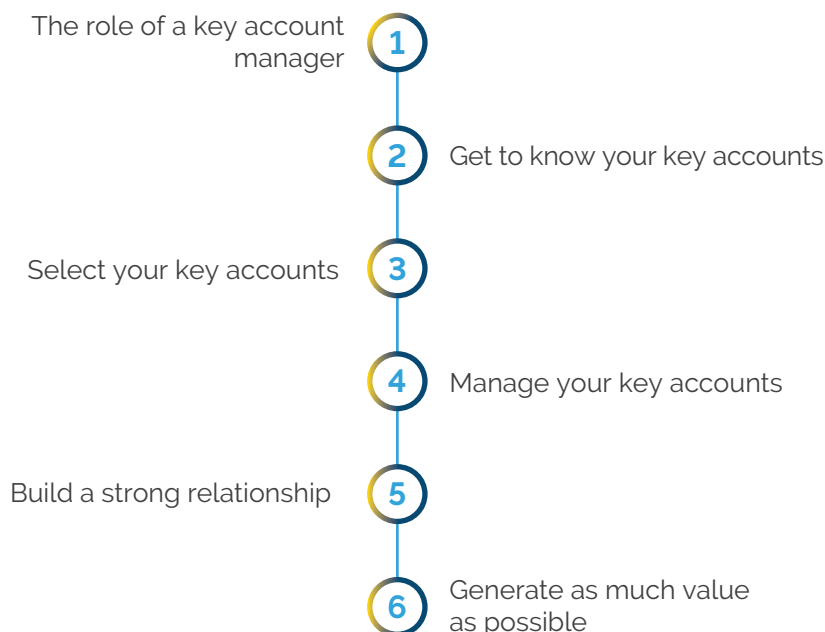 The role of a key account
manager
1
2
Get to know your key accounts
Select your key accounts
3
4
Manage your key accounts
Build a strong relationship
5
6
Generate as much value
as possible